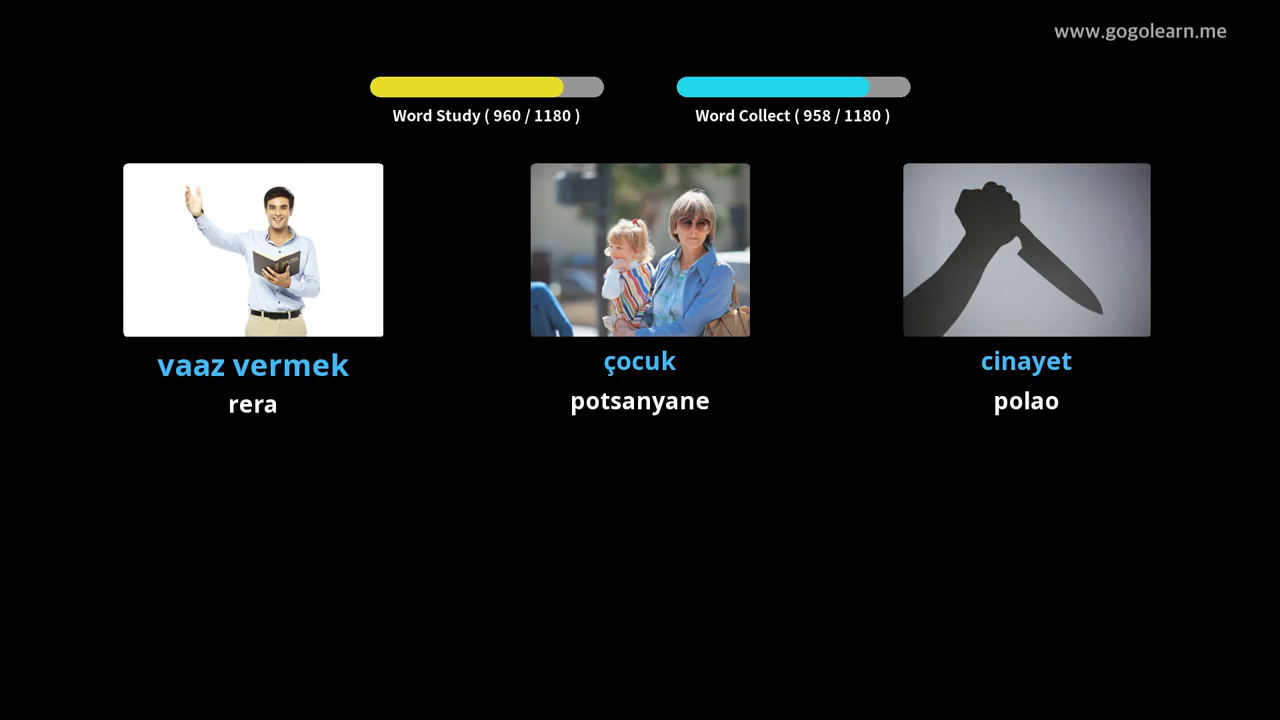 www.gogolearn.me
Word Study ( 960 / 1180 )
Word Collect ( 958 / 1180 )
vaaz vermek
rera
çocuk
potsanyane
cinayet
polao